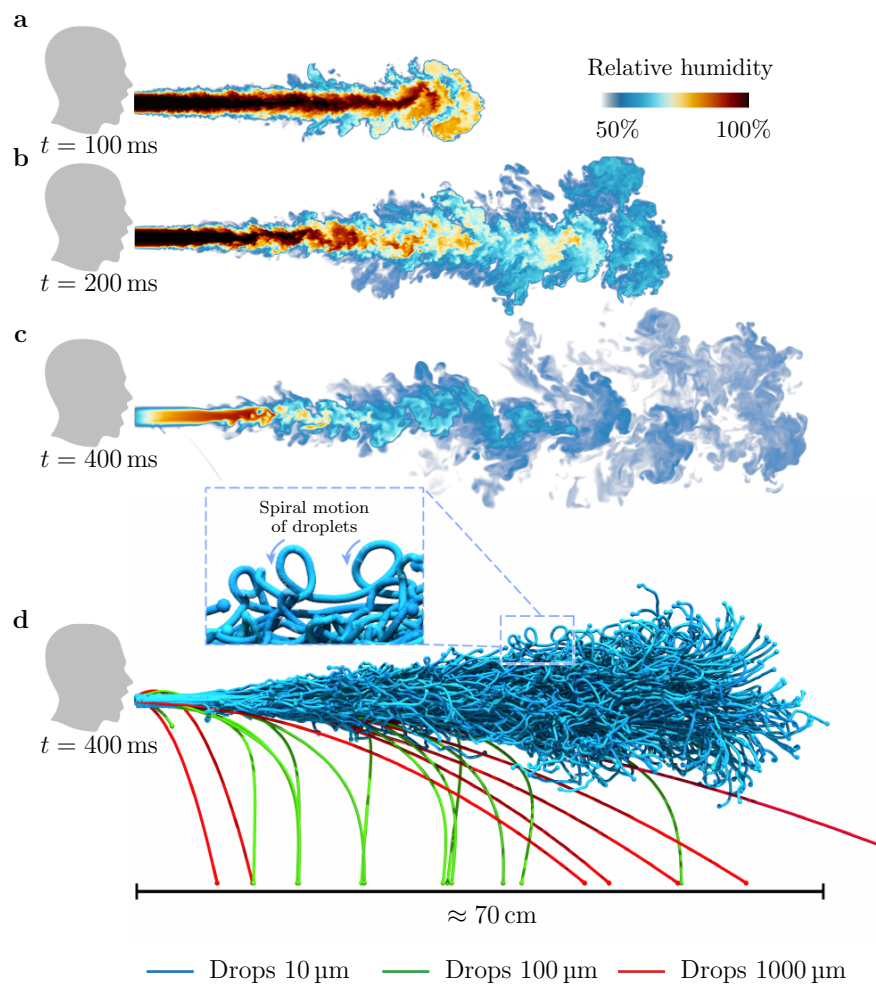 a
Relative humidity
50% 100%
t = 100 ms
b
t = 200 ms
c
t = 400 ms
Spiral motion
of droplets
d
t = 400 ms
≈ 70 cm
Drops 10 µm Drops 100 µm Drops 1000 µm